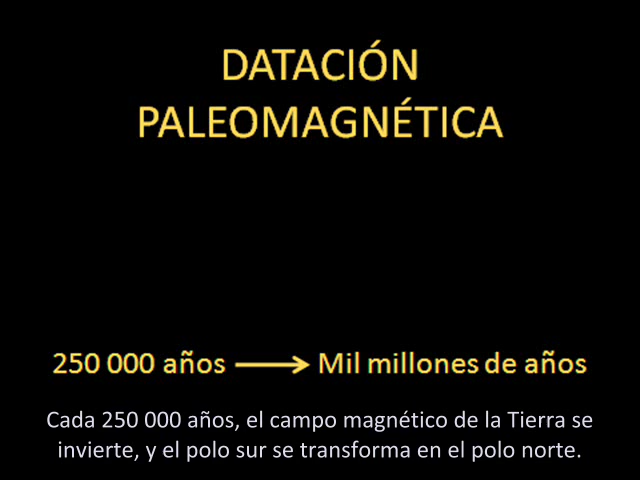 DATACIÓN
PALEOMAGNÉTICA
250 000 años → Mil millones de años
Cada 250 000 años, el campo magnético de la Tierra se
invierte, y el polo sur se transforma en el polo norte.